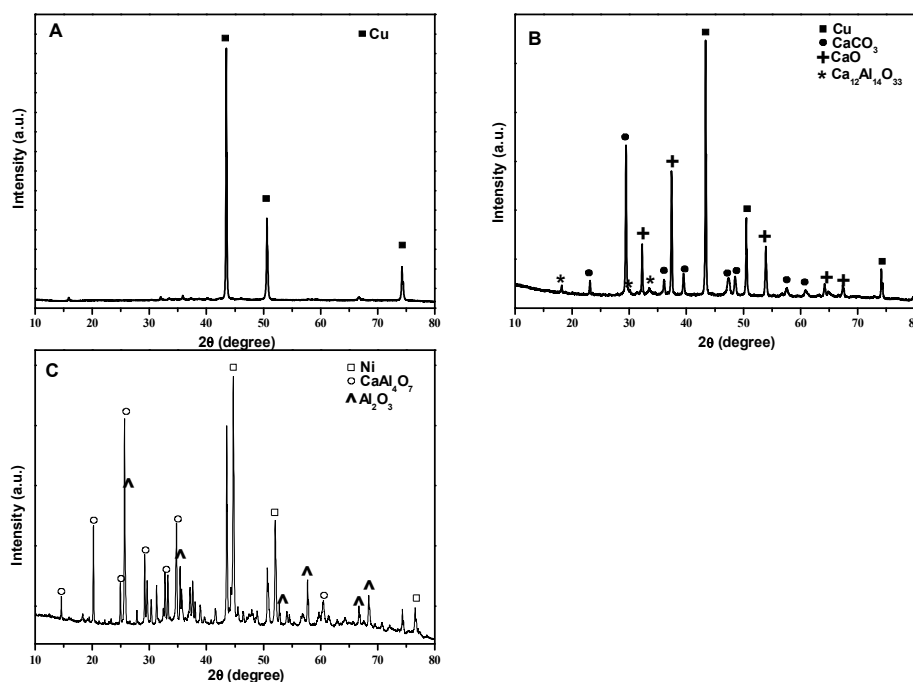 A
■ Cu
Intensity (a.u.)
10 20 30 40 50 60 70 80
2θ (degree)
B
■ Cu
● CaCO₃
+ CaO
* Ca₁₂Al₁₄O₃₃
Intensity (a.u.)
10 20 30 40 50 60 70 80
2θ (degree)
C
□ Ni
○ CaAl₄O₇
∧ Al₂O₃
Intensity (a.u.)
10 20 30 40 50 60 70 80
2θ (degree)